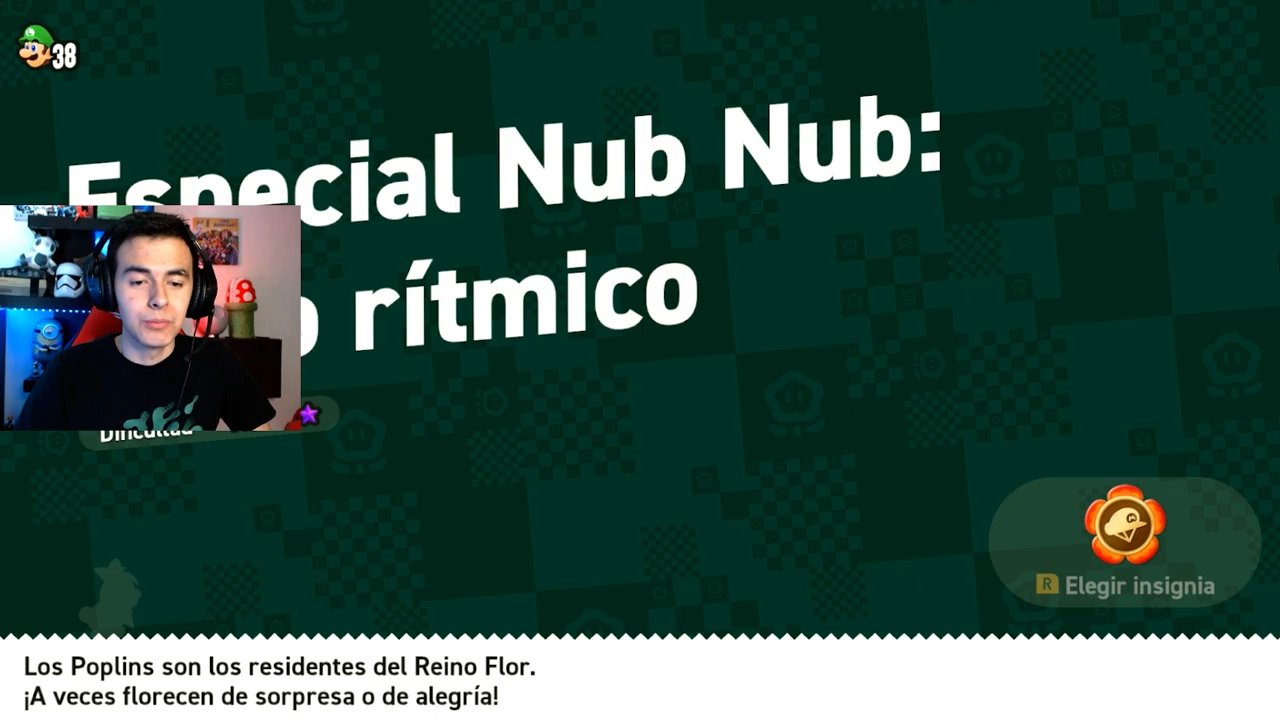 38
Especial Nub Nub:
rítmico
Dificultad
R Elegir insignia
Los Poplins son los residentes del Reino Flor.
¡A veces florecen de sorpresa o de alegría!